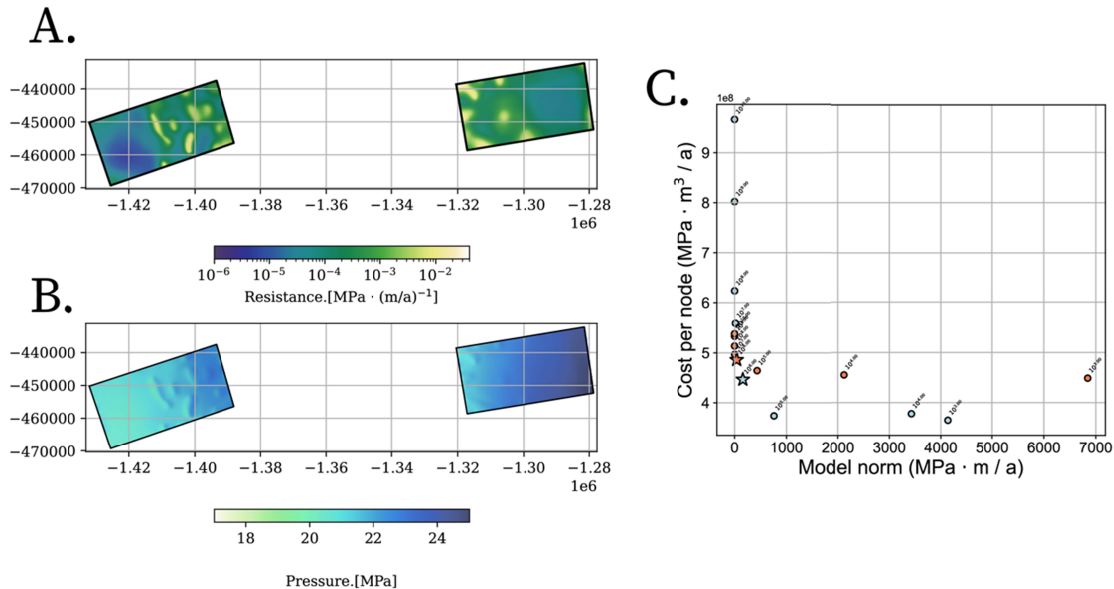 A.
−440000
−450000
−460000
−470000
−1.42 −1.40 −1.38 −1.36 −1.34 −1.32 −1.30 −1.28
1e6
10⁻⁶ 10⁻⁵ 10⁻⁴ 10⁻³ 10⁻²
Resistance.[MPa · (m/a)⁻¹]
B.
−440000
−450000
−460000
−470000
−1.42 −1.40 −1.38 −1.36 −1.34 −1.32 −1.30 −1.28
1e6
18 20 22 24
Pressure.[MPa]
C.
1e8
9
8
7
6
5
4
Cost per node (MPa · m³ / a)
0 1000 2000 3000 4000 5000 6000 7000
Model norm (MPa · m / a)